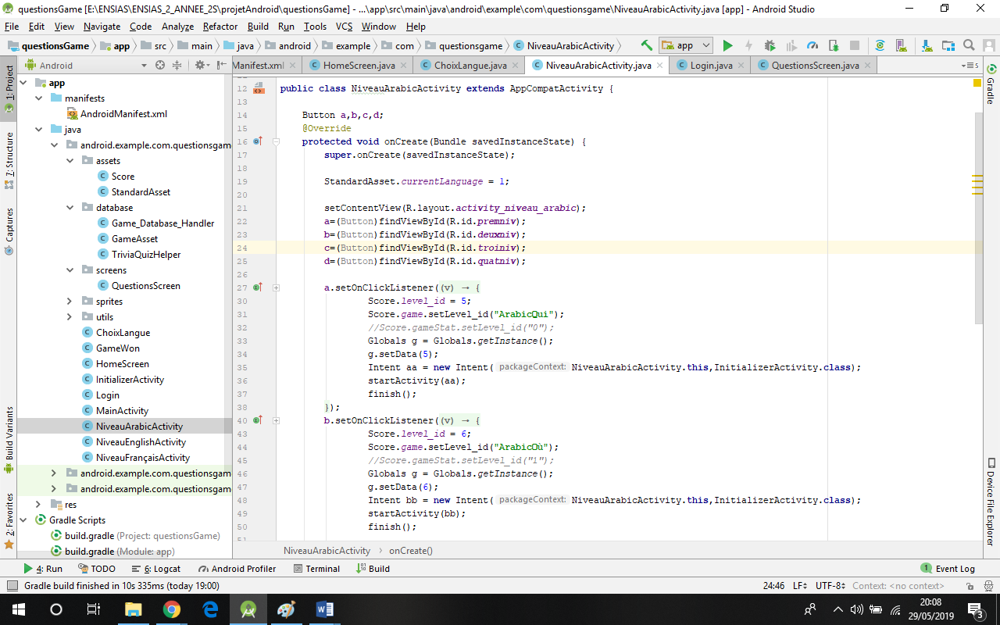 questionsGame [E:\ENSIAS\ENSIAS_2_ANNEE_2S\projetAndroid\questionsGame] - ...\app\src\main\java\android\example\com\questionsgame\NiveauArabicActivity.java [app] - Android Studio
File Edit View Navigate Code Analyze Refactor Build Run Tools VCS Window Help
questionsGame app src main java android example com questionsgame NiveauArabicActivity app
Android
Manifest.xml HomeScreen.java ChoixLangue.java NiveauArabicActivity.java Login.java QuestionsScreen.java
1: Project
7: Structure
Captures
Build Variants
2: Favorites
app
manifests
AndroidManifest.xml
java
android.example.com.questionsgam
assets
Score
StandardAsset
database
Game_Database_Handler
GameAsset
TriviaQuizHelper
screens
QuestionsScreen
sprites
utils
ChoixLangue
GameWon
HomeScreen
InitializerActivity
Login
MainActivity
NiveauArabicActivity
NiveauEnglishActivity
NiveauFrançaisActivity
android.example.com.questionsgam
android.example.com.questionsgam
res
Gradle Scripts
build.gradle (Project: questionsGame)
build.gradle (Module: app)
12 public class NiveauArabicActivity extends AppCompatActivity {
13
14 Button a,b,c,d;
15 @Override
16 protected void onCreate(Bundle savedInstanceState) {
17 super.onCreate(savedInstanceState);
18
19 StandardAsset.currentLanguage = 1;
20
21 setContentView(R.layout.activity_niveau_arabic);
22 a=(Button)findViewById(R.id.premniv);
23 b=(Button)findViewById(R.id.deuxniv);
24 c=(Button)findViewById(R.id.troiniv);
25 d=(Button)findViewById(R.id.quatniv);
26
27 a.setOnClickListener((v) → {
30 Score.level_id = 5;
31 Score.game.setLevel_id("ArabicQui");
32 //Score.gameStat.setLevel_id("0");
33 Globals g = Globals.getInstance();
34 g.setData(5);
35 Intent aa = new Intent( packageContext: NiveauArabicActivity.this,InitializerActivity.class);
36 startActivity(aa);
37 finish();
38 });
40 b.setOnClickListener((v) → {
43 Score.level_id = 6;
44 Score.game.setLevel_id("ArabicOù");
45 //Score.gameStat.setLevel_id("1");
46 Globals g = Globals.getInstance();
47 g.setData(6);
48 Intent bb = new Intent( packageContext: NiveauArabicActivity.this,InitializerActivity.class);
49 startActivity(bb);
50 finish();
NiveauArabicActivity onCreate()
Gradle
Device File Explorer
4: Run TODO 6: Logcat Android Profiler Terminal Build 1 Event Log
Gradle build finished in 10s 335ms (today 19:00) 24:46 LF UTF-8 Context: <no context>
20:08
29/05/2019
3